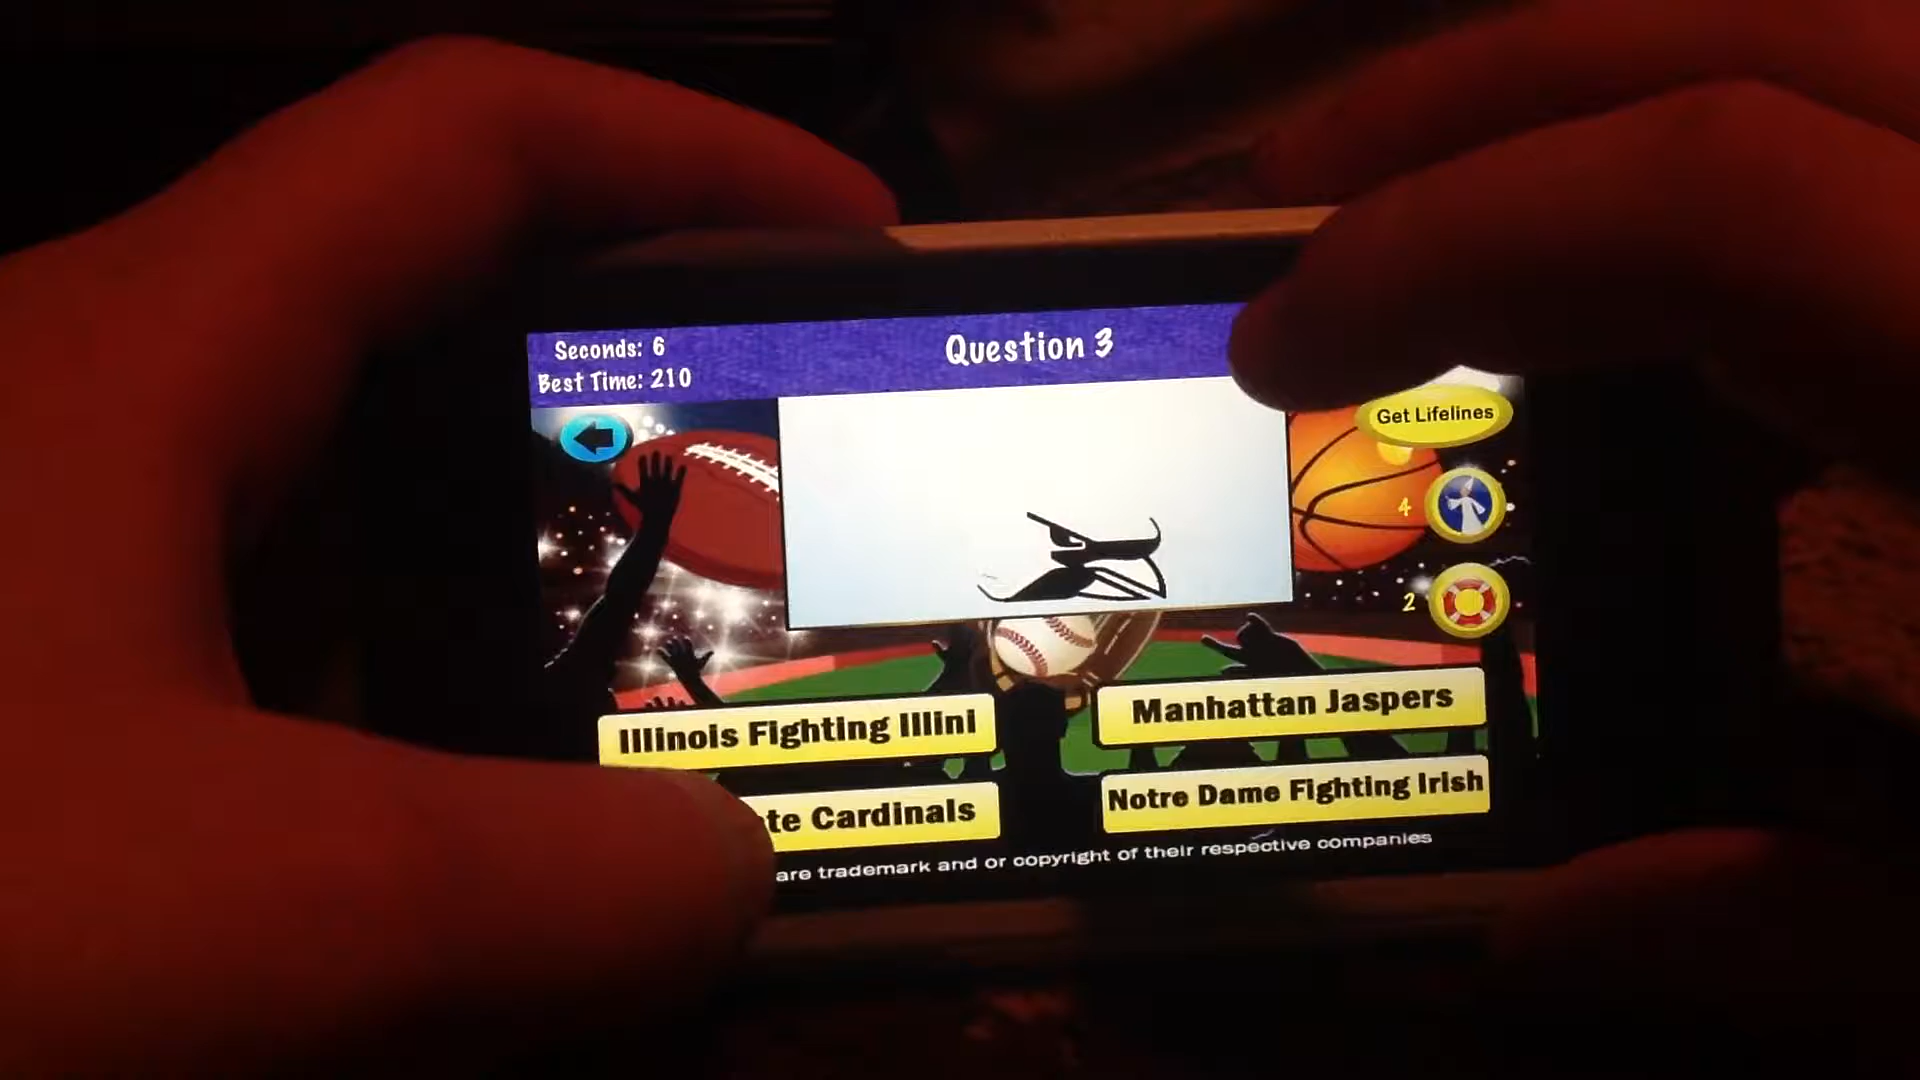 Seconds: 6
Best Time: 210
Question 3
Get Lifelines
4
2
Illinois Fighting Illini
Manhattan Jaspers
te Cardinals
Notre Dame Fighting Irish
are trademark and or copyright of their respective companies